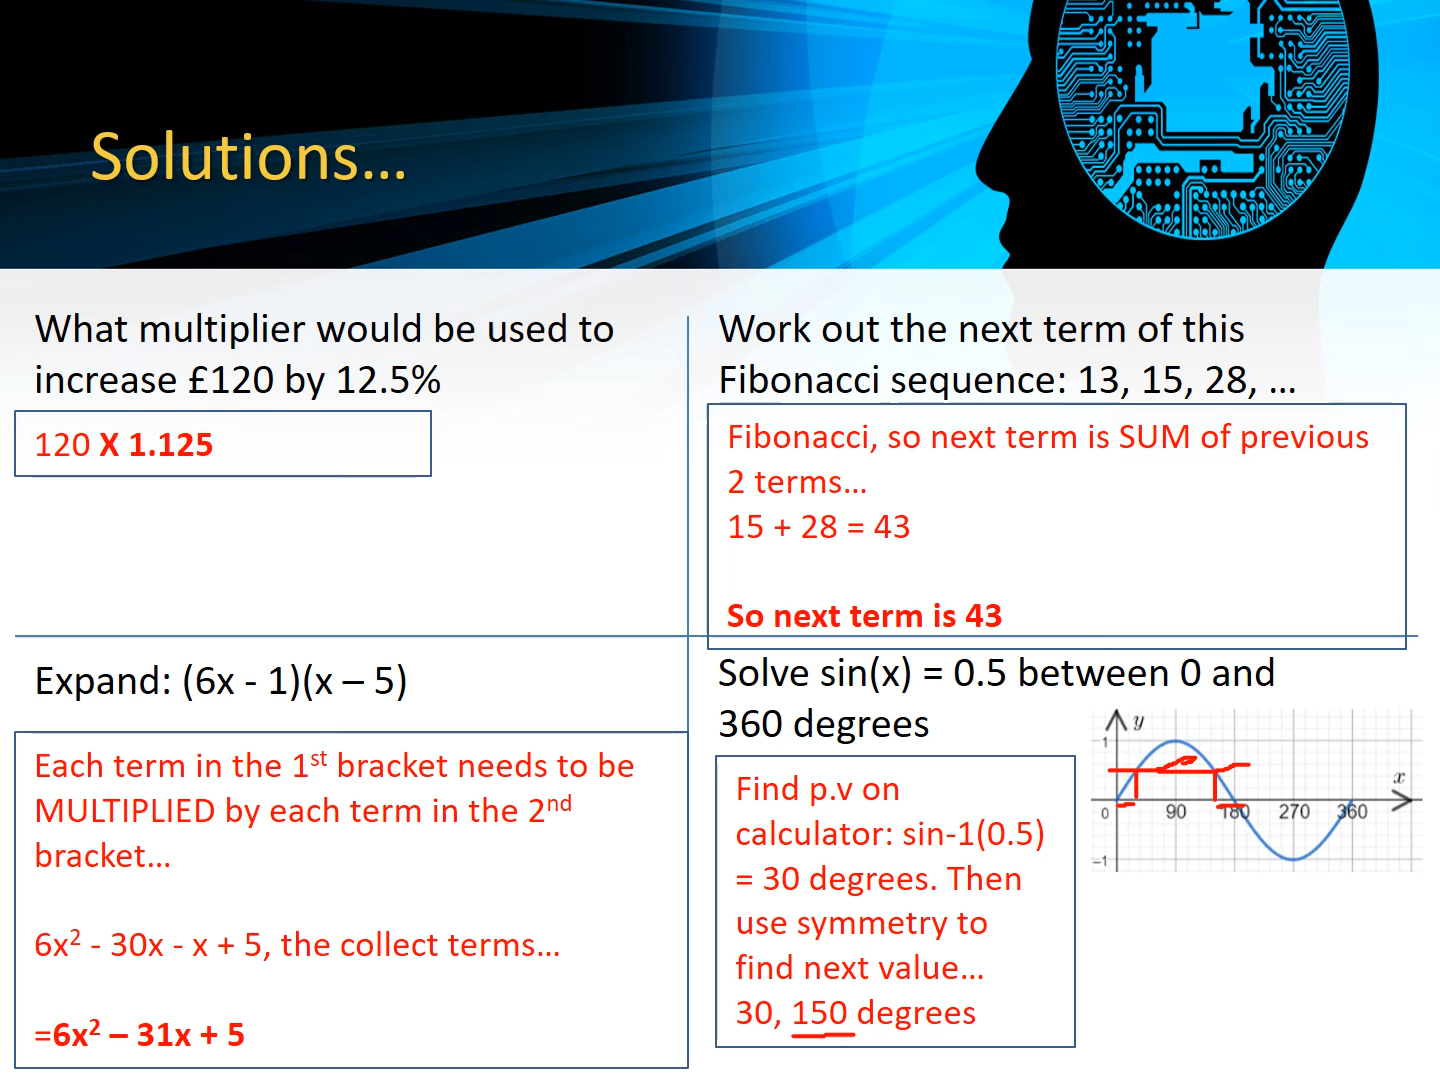 Solutions...
What multiplier would be used to
increase £120 by 12.5%
120 X 1.125
Work out the next term of this
Fibonacci sequence: 13, 15, 28, ...
Fibonacci, so next term is SUM of previous
2 terms...
15 + 28 = 43
So next term is 43
Expand: (6x - 1)(x – 5)
Each term in the 1st bracket needs to be
MULTIPLIED by each term in the 2nd
bracket...
6x² - 30x - x + 5, the collect terms...
=6x² – 31x + 5
Solve sin(x) = 0.5 between 0 and
360 degrees
Find p.v on
calculator: sin-1(0.5)
= 30 degrees. Then
use symmetry to
find next value...
30, 150 degrees
y
1
x
0 90 180 270 360
-1